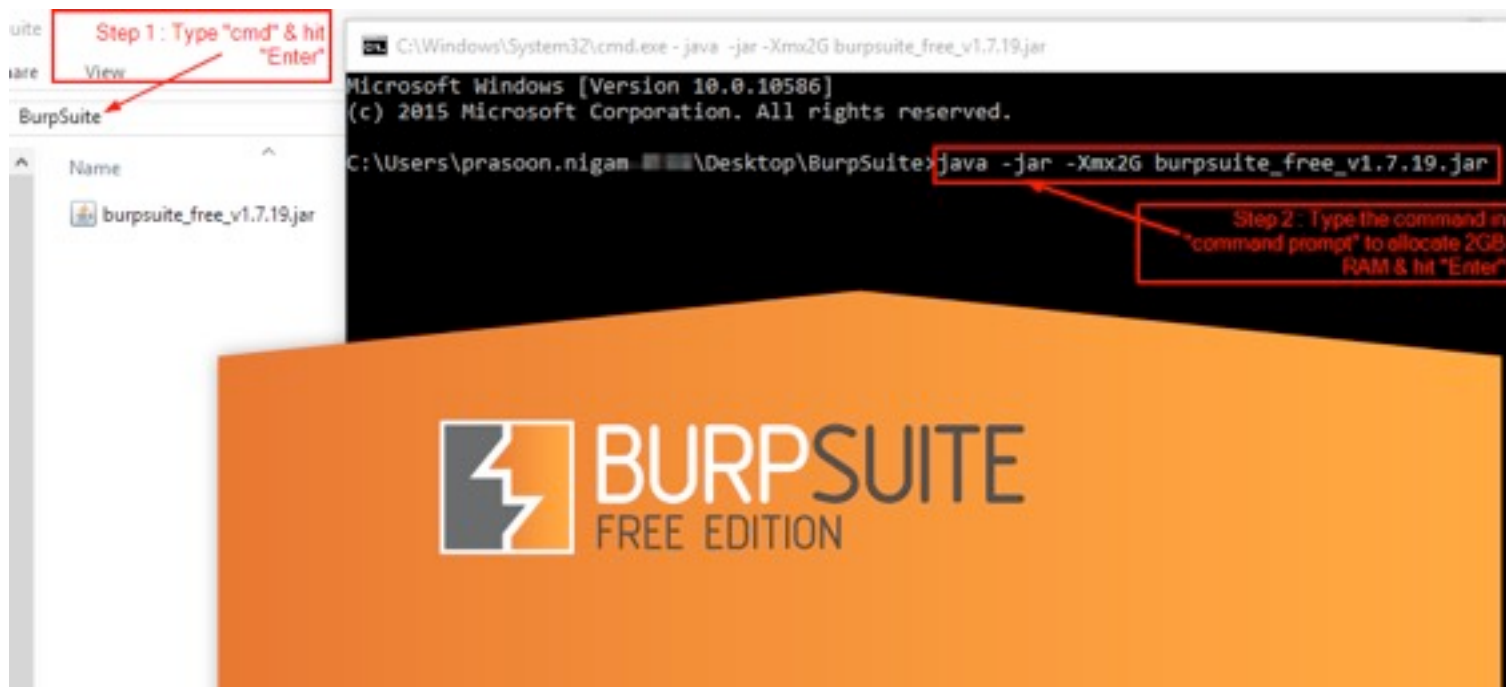 uite
Step 1 : Type "cmd" & hit
"Enter"
are
View
BurpSuite
Name
burpsuite_free_v1.7.19.jar
C:\Windows\System32\cmd.exe - java -jar -Xmx2G burpsuite_free_v1.7.19.jar
Microsoft Windows [Version 10.0.10586]
(c) 2015 Microsoft Corporation. All rights reserved.
C:\Users\prasoon.nigam \Desktop\BurpSuite>java -jar -Xmx2G burpsuite_free_v1.7.19.jar
Step 2 : Type the command in
"command prompt" to allocate 2GB
RAM & hit "Enter"
BURPSUITE
FREE EDITION